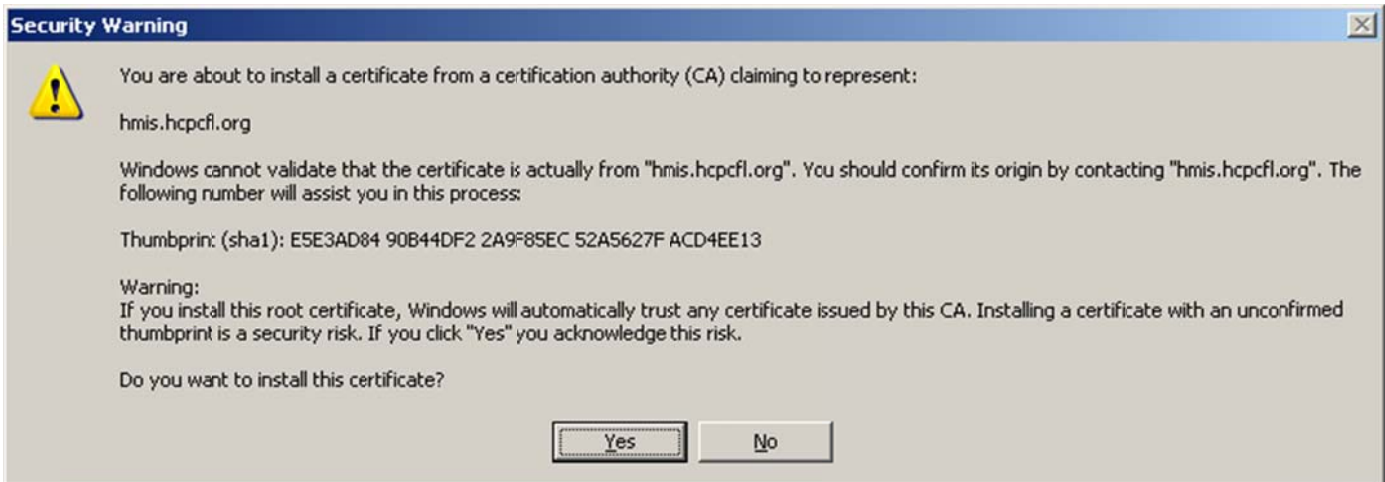 Security Warning
You are about to install a certificate from a certification authority (CA) claiming to represent:
hmis.hcpcfl.org
Windows cannot validate that the certificate is actually from "hmis.hcpcfl.org". You should confirm its origin by contacting "hmis.hcpcfl.org". The
following number will assist you in this process:
Thumbprint (sha1): E5E3AD84 90B44DF2 2A9F85EC 52A5627F ACD4EE13
Warning:
If you install this root certificate, Windows will automatically trust any certificate issued by this CA. Installing a certificate with an unconfirmed
thumbprint is a security risk. If you click "Yes" you acknowledge this risk.
Do you want to install this certificate?
Yes
No